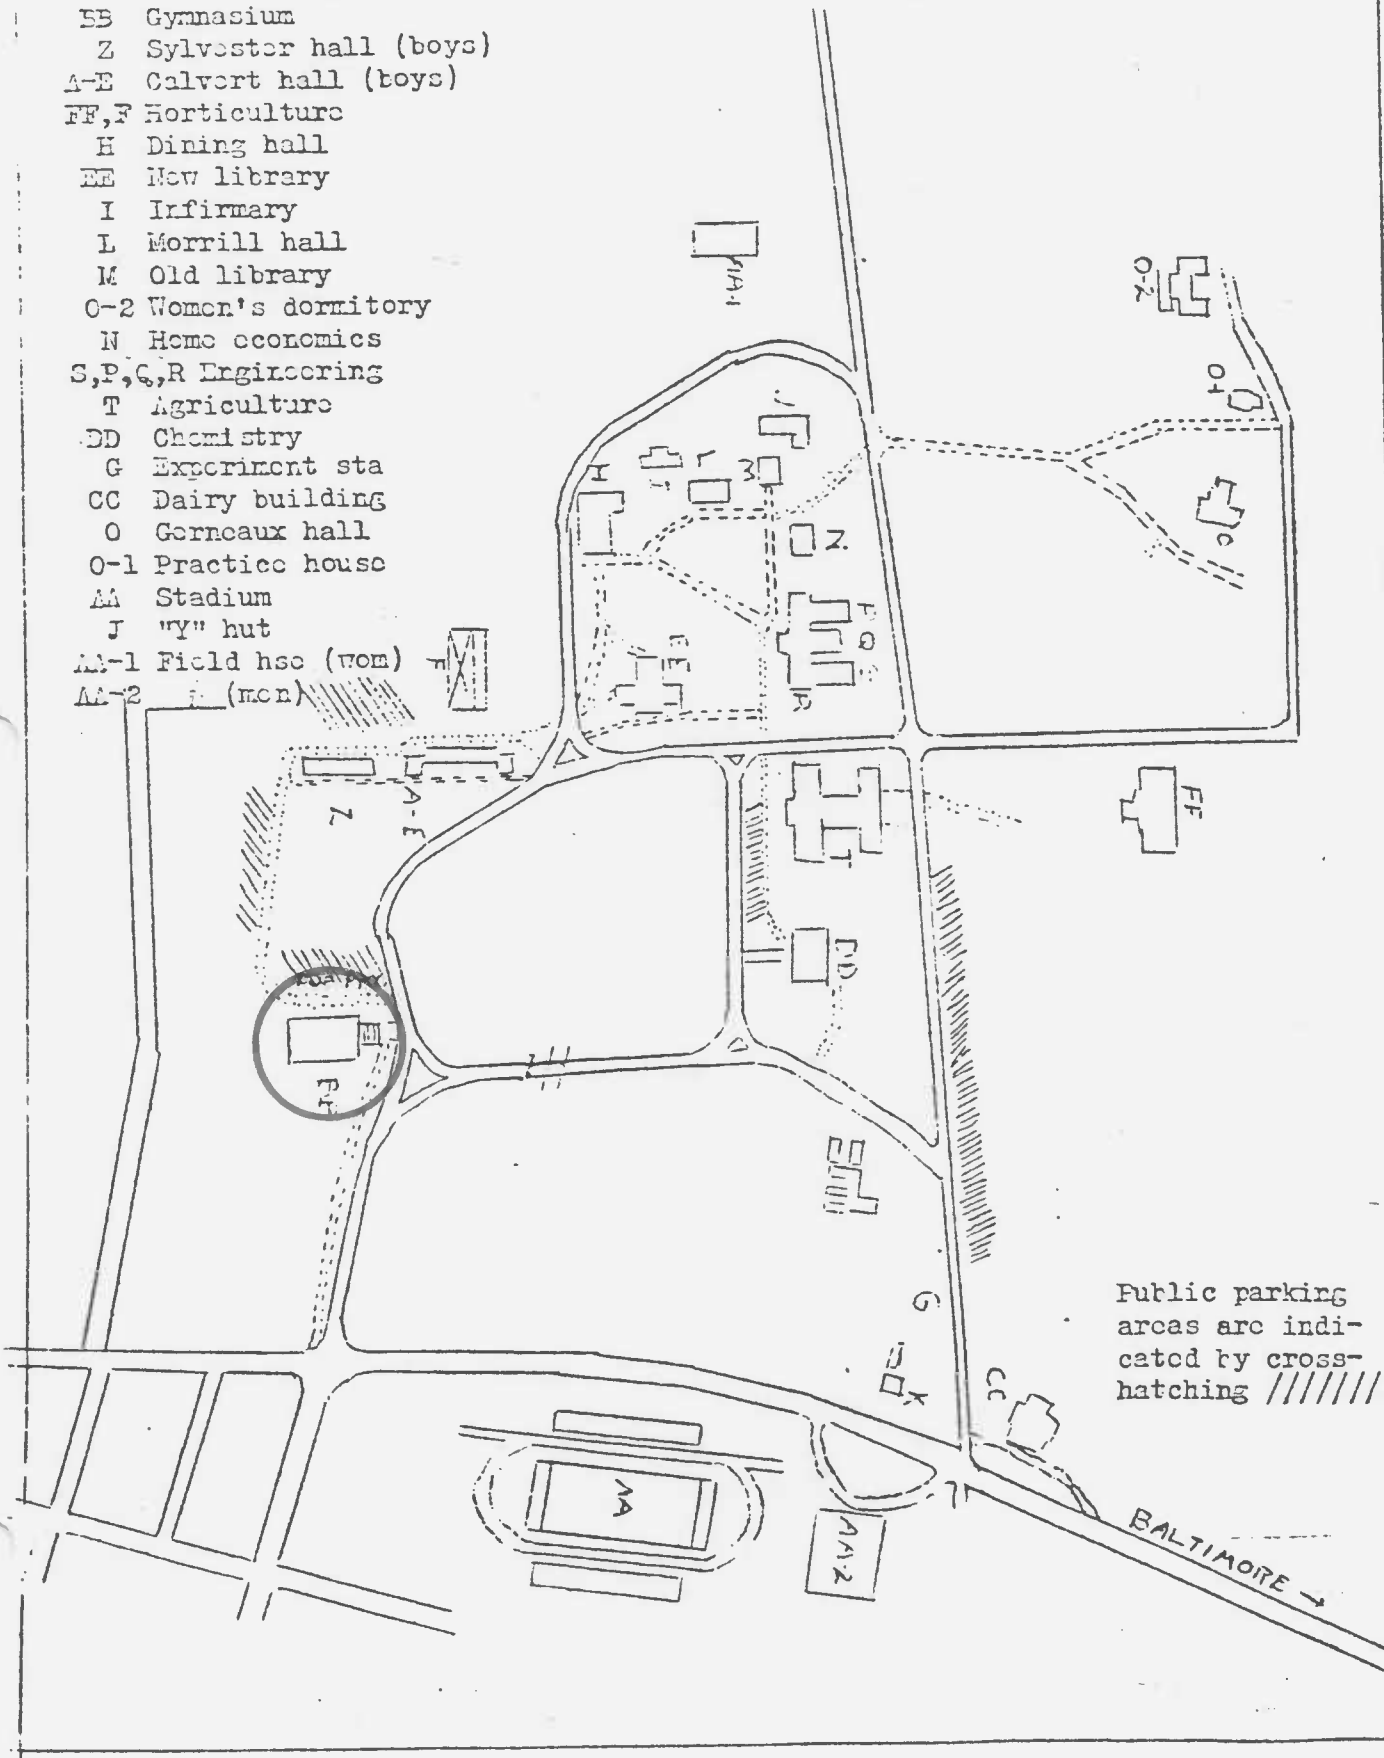 BB Gymnasium
Z Sylvester hall (boys)
A-E Calvert hall (boys)
FF,F Horticulture
H Dining hall
EE New library
I Infirmary
L Morrill hall
M Old library
O-2 Women's dormitory
N Home economics
S,P,Q,R Engineering
T Agriculture
DD Chemistry
G Experiment sta
CC Dairy building
O Gerneaux hall
O-1 Practice house
AA Stadium
J "Y" hut
AA-1 Field hse (wom)
AA-2 (men)
AA-1
O-2
O-1
J
M
L
I
H
O
N
P
Q
S
R
EE
F
Z
A-E
T
FF
DD
G
K
CC
Public parking
areas are indi-
cated by cross-
hatching ///////
AA
AA-2
BALTIMORE →